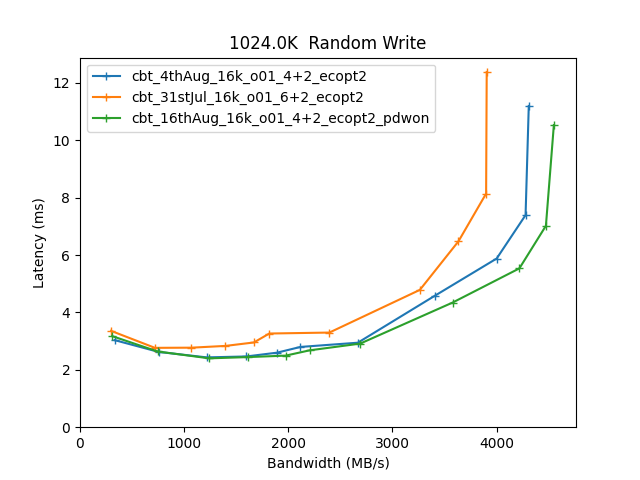 1024.0K  Random Write
cbt_4thAug_16k_o01_4+2_ecopt2
cbt_31stJul_16k_o01_6+2_ecopt2
cbt_16thAug_16k_o01_4+2_ecopt2_pdwon
12
10
8
6
4
2
0
Latency (ms)
0 1000 2000 3000 4000
Bandwidth (MB/s)